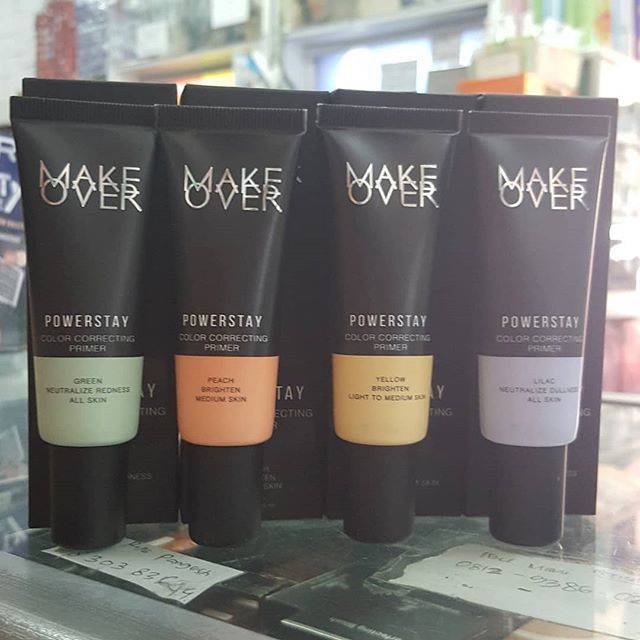 MAKE
OVER
POWERSTAY
COLOR CORRECTING
PRIMER
GREEN
NEUTRALIZE REDNESS
ALL SKIN
MAKE
OVER
POWERSTAY
COLOR CORRECTING
PRIMER
PEACH
BRIGHTEN
MEDIUM SKIN
MAKE
OVER
POWERSTAY
COLOR CORRECTING
PRIMER
YELLOW
BRIGHTEN
LIGHT TO MEDIUM SKIN
MAKE
OVER
POWERSTAY
COLOR CORRECTING
PRIMER
LILAC
NEUTRALIZE DULLNESS
ALL SKIN